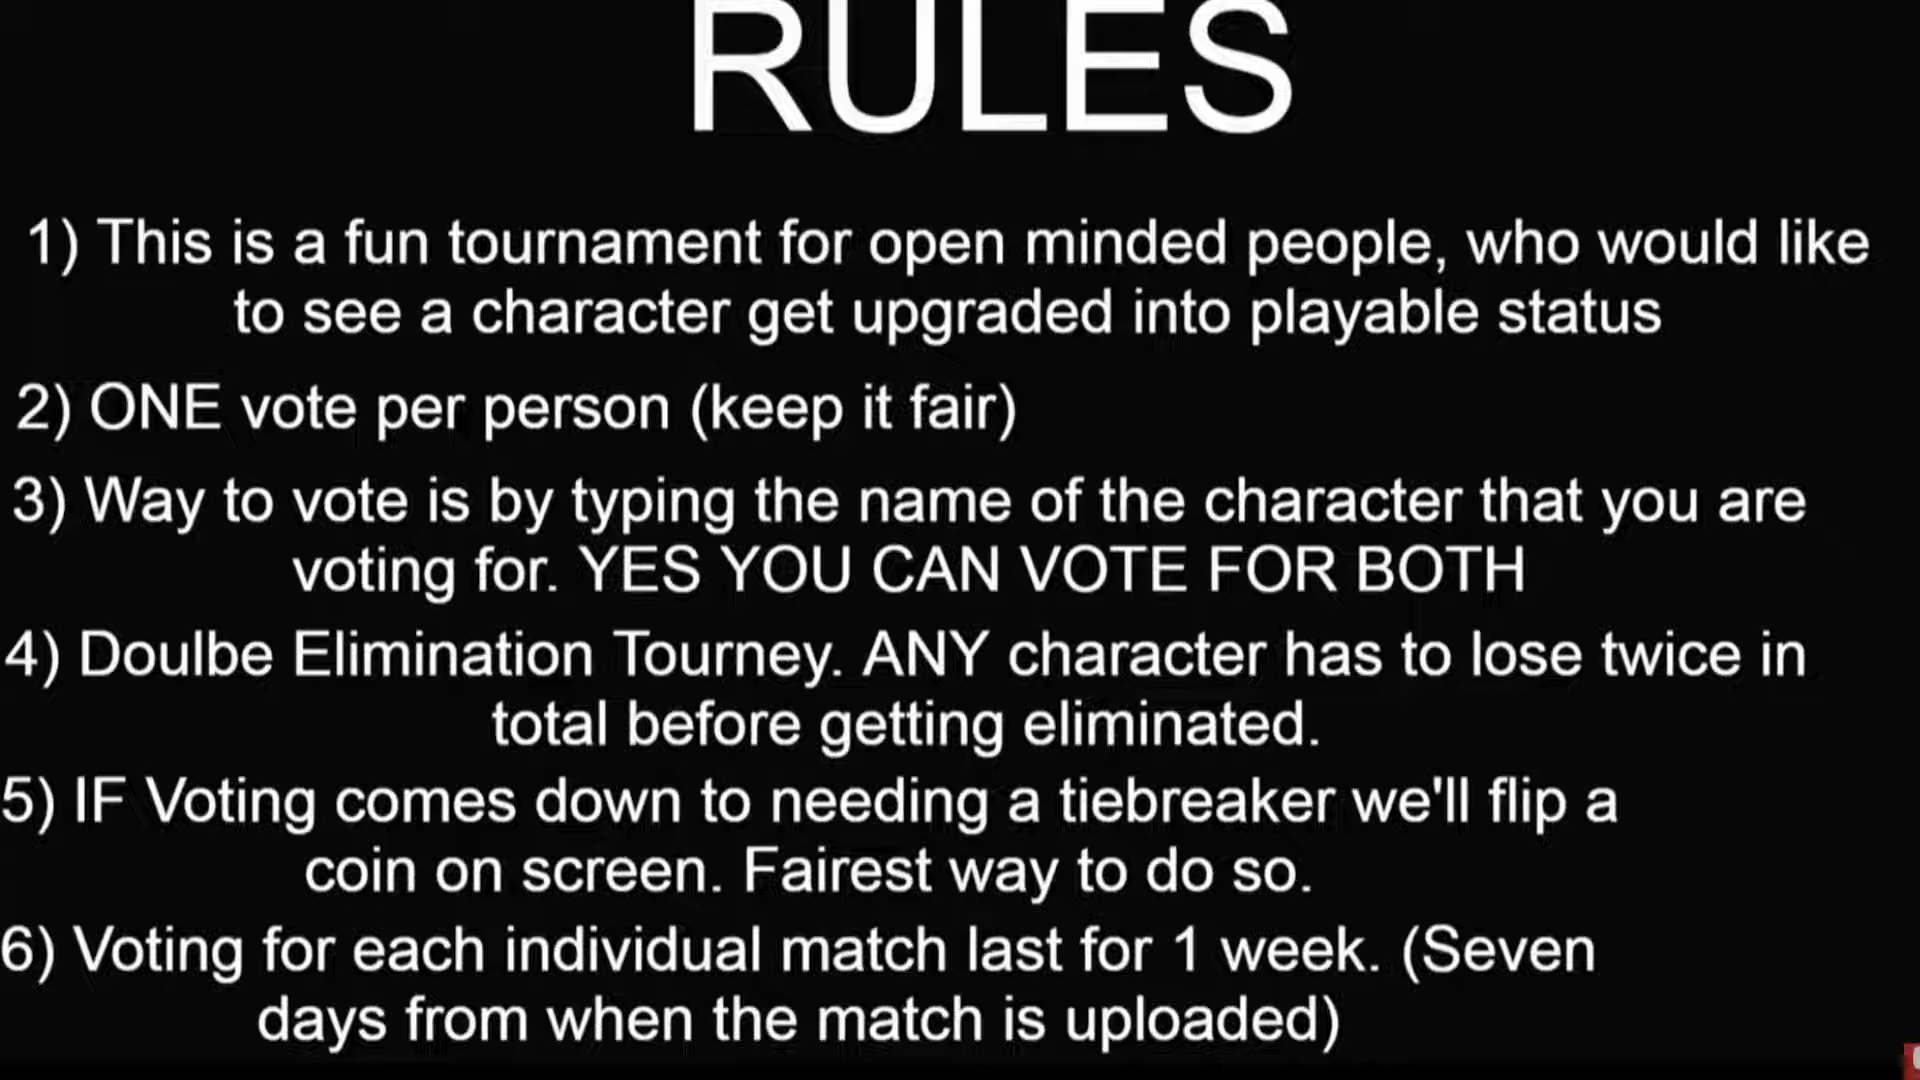 RULES
1) This is a fun tournament for open minded people, who would like
to see a character get upgraded into playable status
2) ONE vote per person (keep it fair)
3) Way to vote is by typing the name of the character that you are
voting for. YES YOU CAN VOTE FOR BOTH
4) Doulbe Elimination Tourney. ANY character has to lose twice in
total before getting eliminated.
5) IF Voting comes down to needing a tiebreaker we'll flip a
coin on screen. Fairest way to do so.
6) Voting for each individual match last for 1 week. (Seven
days from when the match is uploaded)